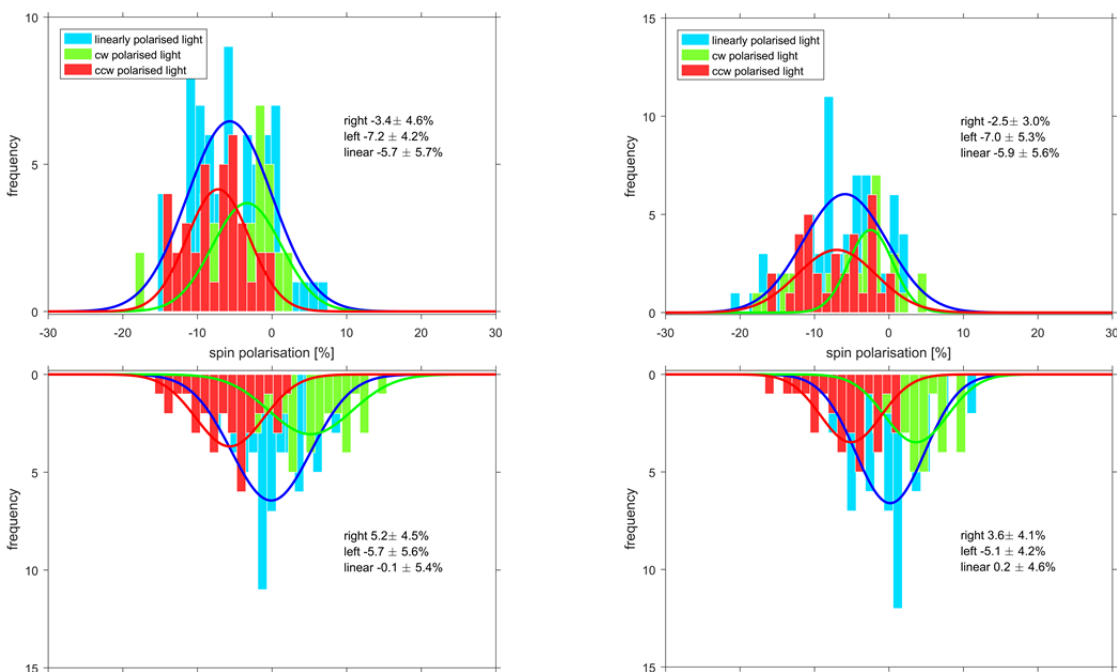 10
5
0
frequency
linearly polarised light
cw polarised light
ccw polarised light
right -3.4± 4.6%
left -7.2 ± 4.2%
linear -5.7 ± 5.7%
-30 -20 -10 0 10 20 30
spin polarisation [%]
0
5
10
15
frequency
right 5.2± 4.5%
left -5.7 ± 5.6%
linear -0.1 ± 5.4%
15
10
5
0
frequency
linearly polarised light
cw polarised light
ccw polarised light
right -2.5± 3.0%
left -7.0 ± 5.3%
linear -5.9 ± 5.6%
-30 -20 -10 0 10 20 30
spin polarisation [%]
0
5
10
15
frequency
right 3.6± 4.1%
left -5.1 ± 4.2%
linear 0.2 ± 4.6%